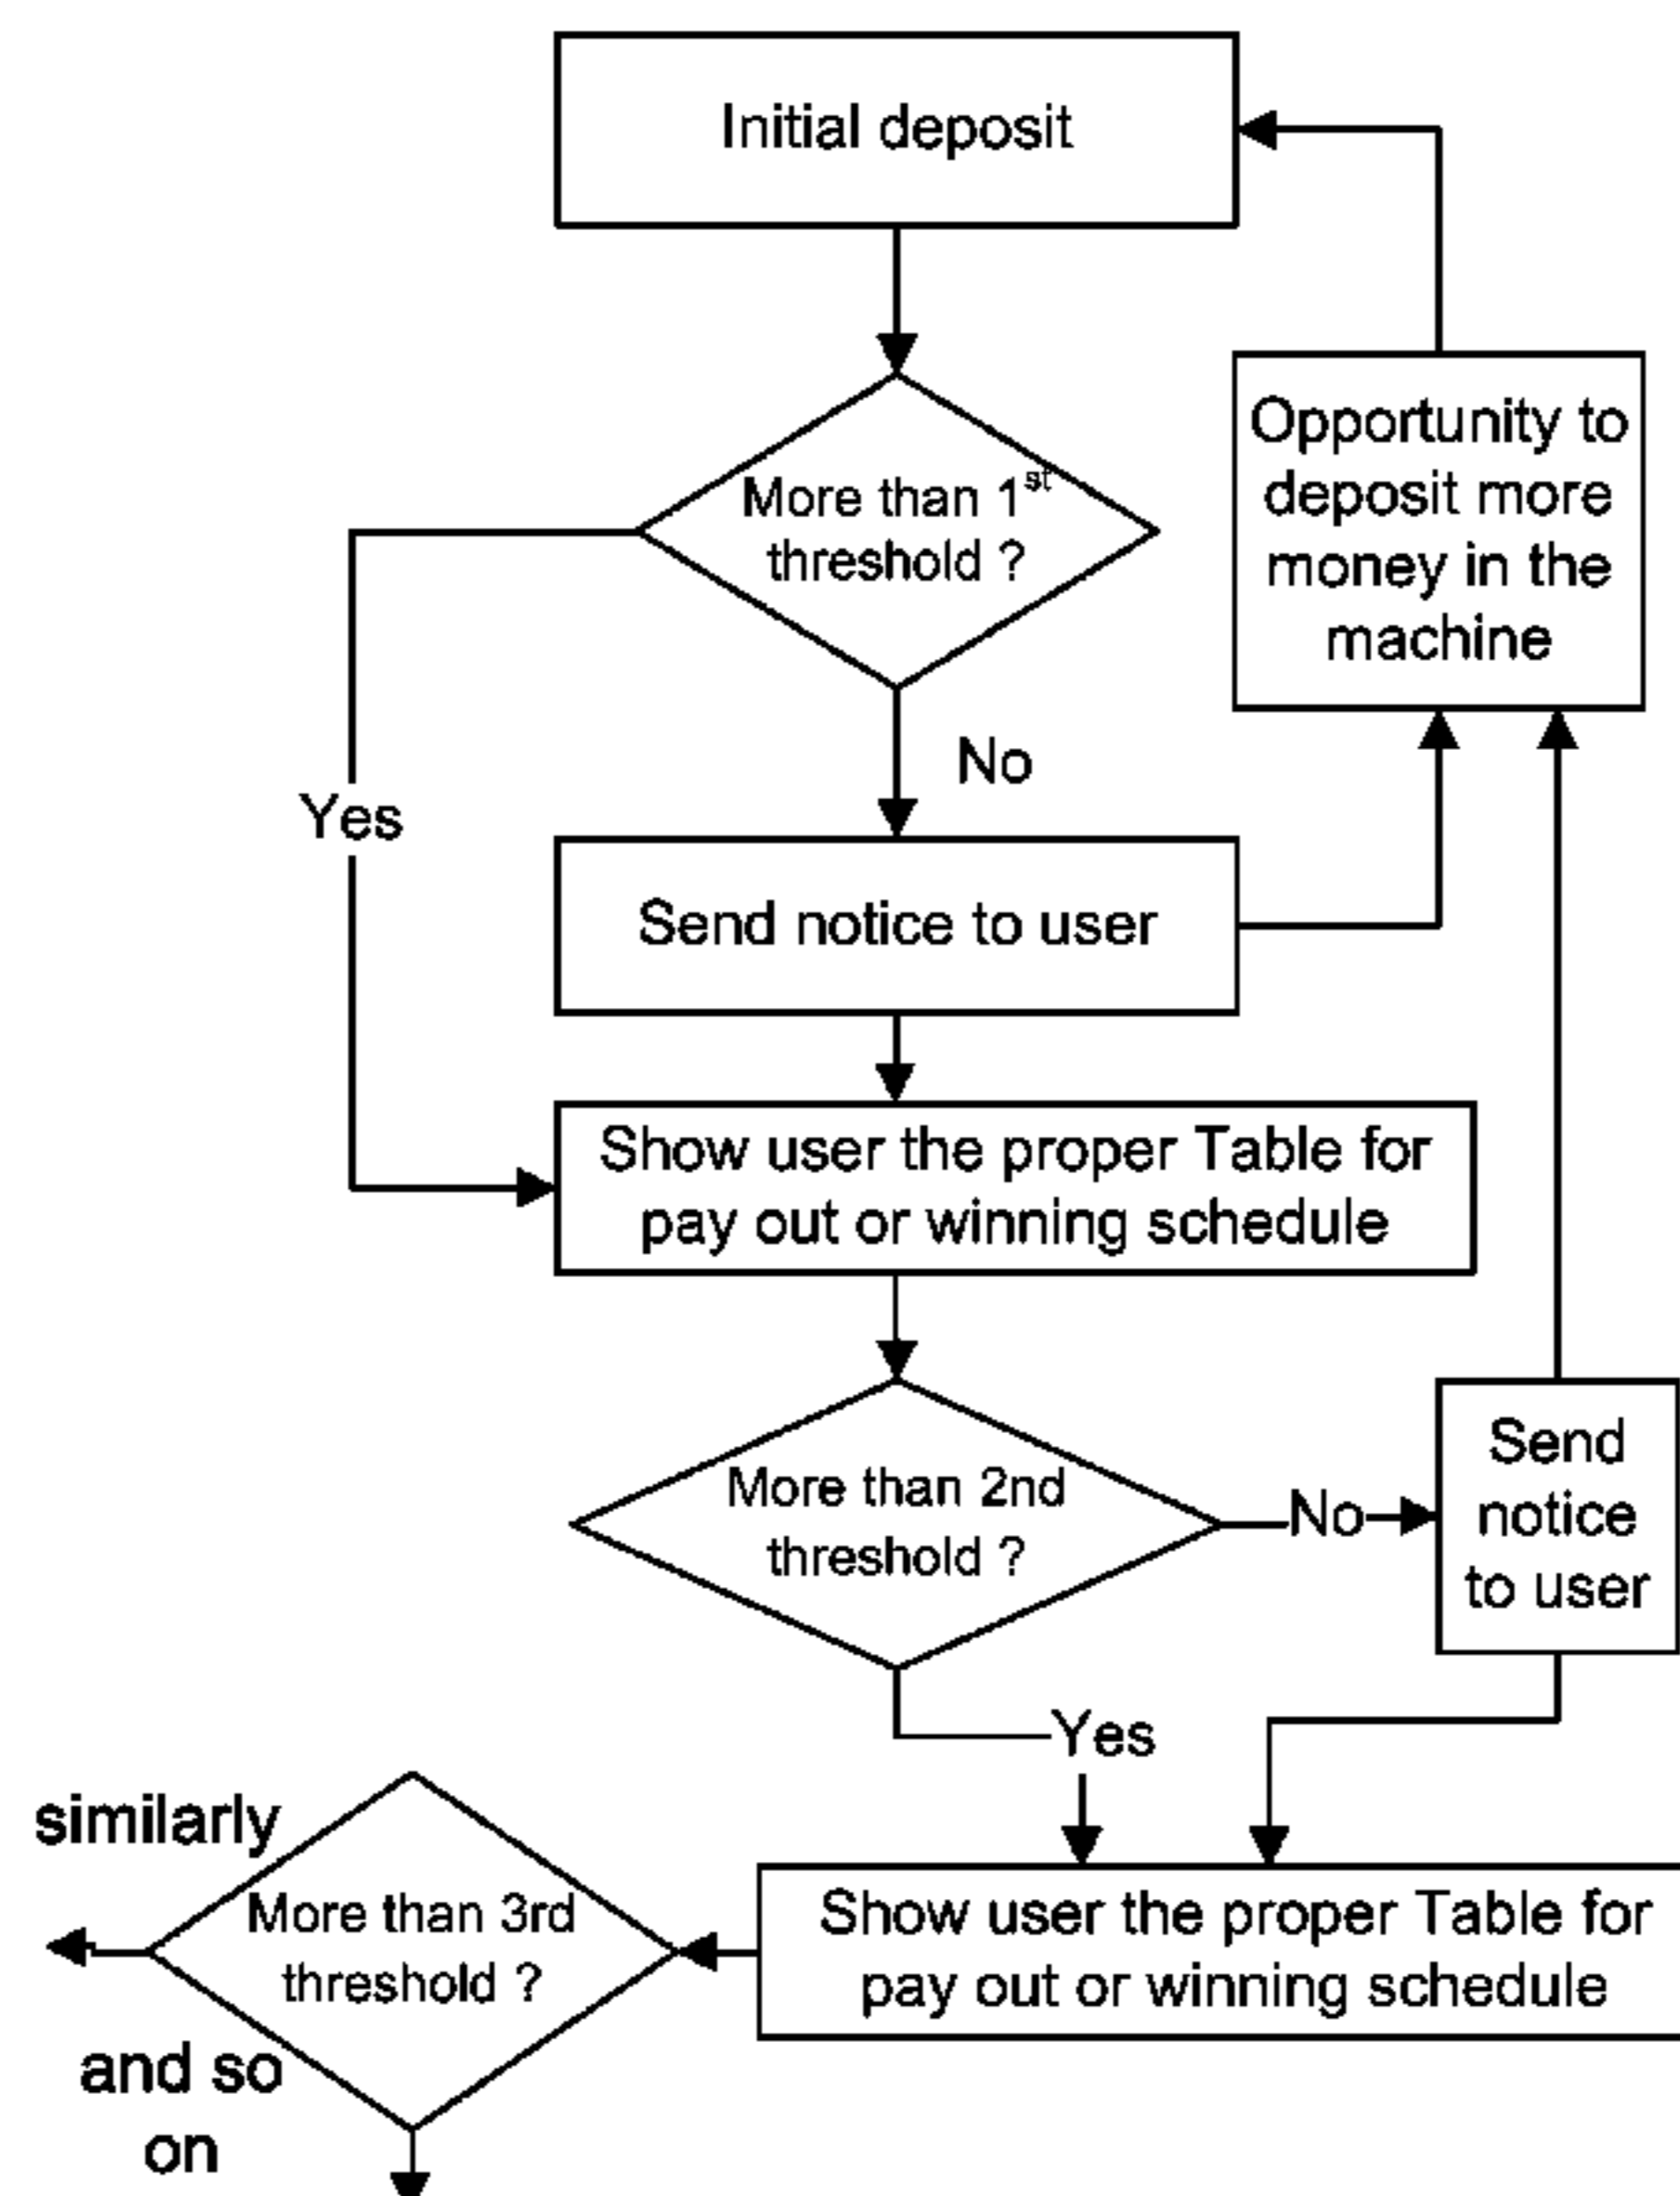 Initial deposit
Opportunity to
deposit more
money in the
machine
More than 1st
threshold ?
No
Yes
Send notice to user
Show user the proper Table for
pay out or winning schedule
More than 2nd
threshold ?
No
Send
notice
to user
Yes
similarly
More than 3rd
threshold ?
Show user the proper Table for
pay out or winning schedule
and so
on